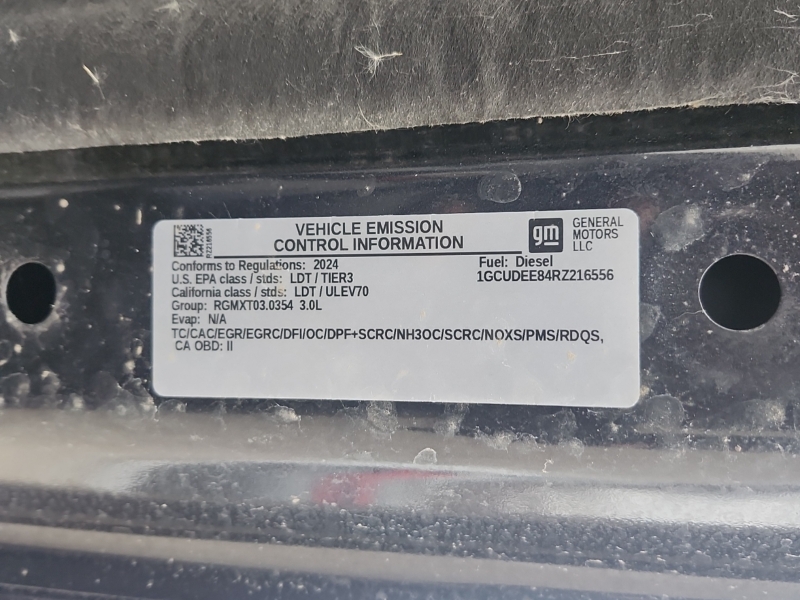 VEHICLE EMISSION
CONTROL INFORMATION
gm
GENERAL
MOTORS
LLC
Conforms to Regulations: 2024
Fuel: Diesel
U.S. EPA class / stds: LDT / TIER3
1GCUDEE84RZ216556
California class / stds: LDT / ULEV70
Group: RGMXT03.0354 3.0L
Evap: N/A
TC/CAC/EGR/EGRC/DFI/OC/DPF+SCRC/NH3OC/SCRC/NOXS/PMS/RDQS,
CA OBD: II